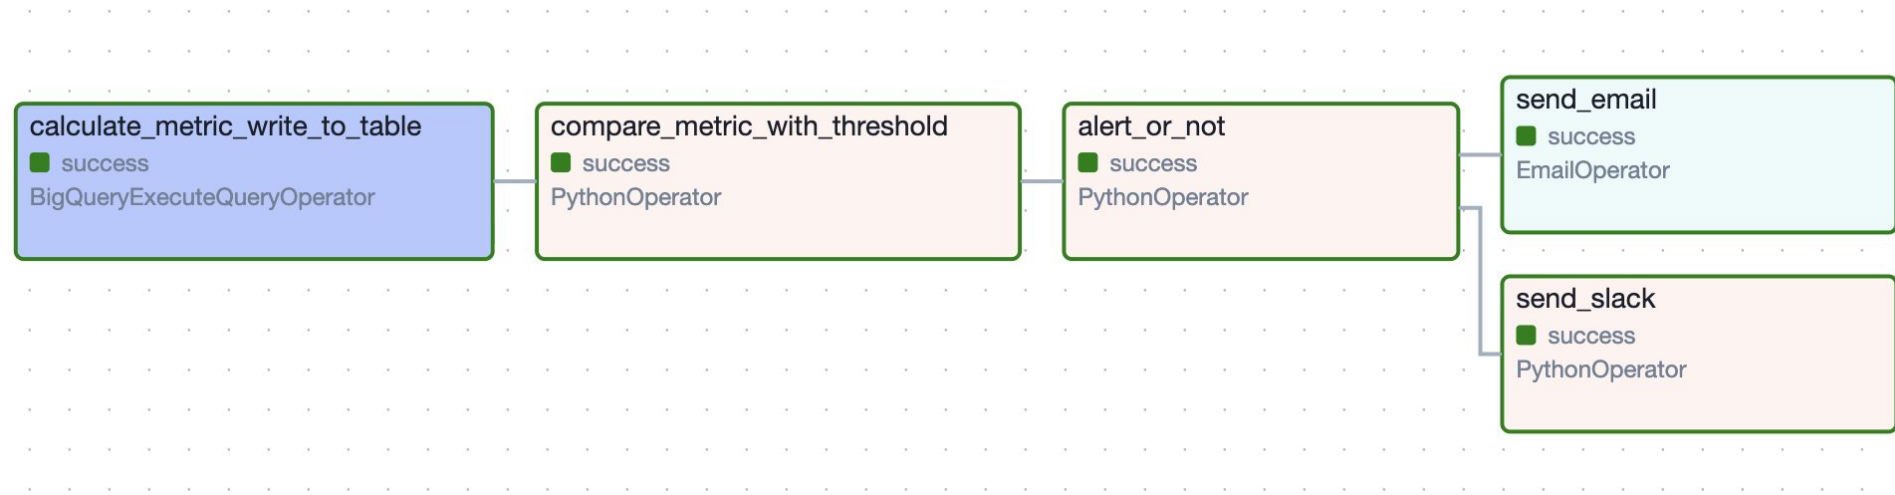 calculate_metric_write_to_table
success
BigQueryExecuteQueryOperator
compare_metric_with_threshold
success
PythonOperator
alert_or_not
success
PythonOperator
send_email
success
EmailOperator
send_slack
success
PythonOperator